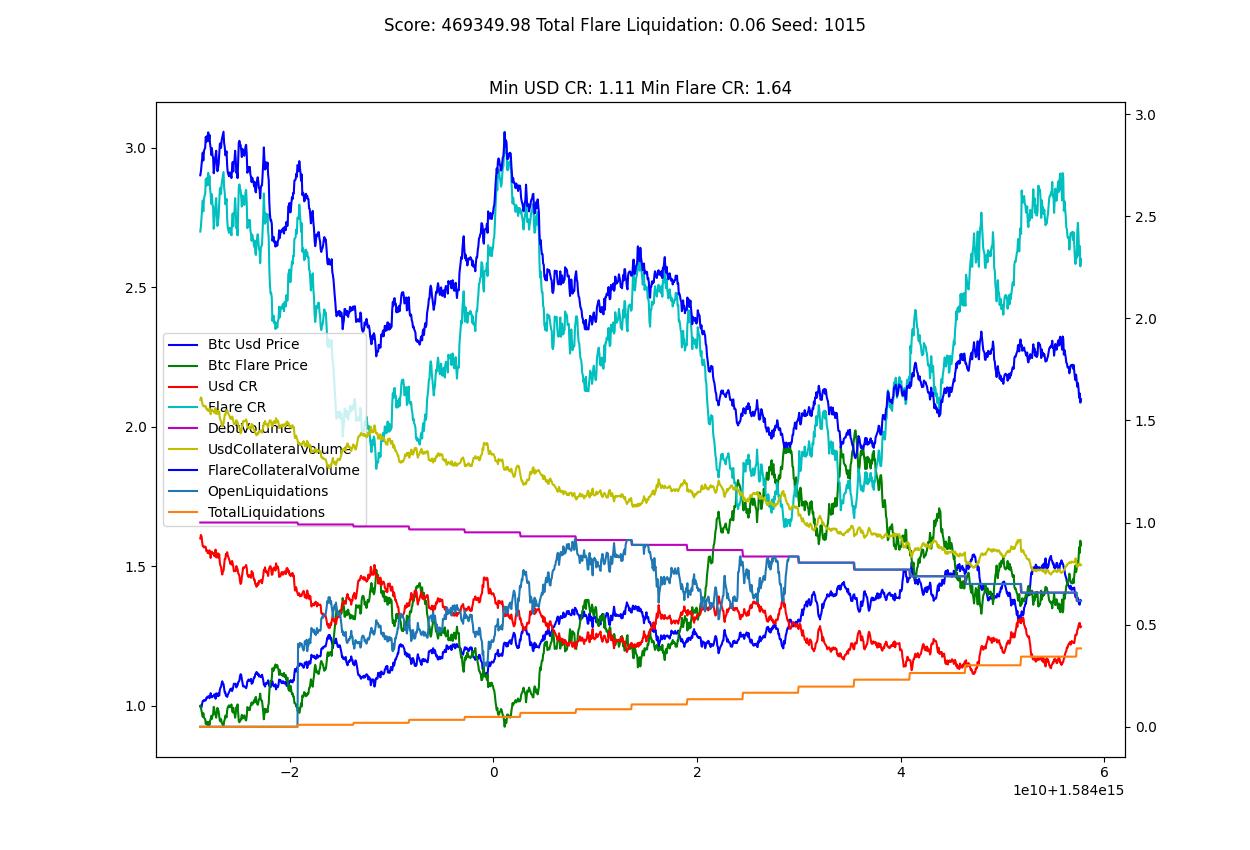 Score: 469349.98 Total Flare Liquidation: 0.06 Seed: 1015
Min USD CR: 1.11 Min Flare CR: 1.64
3.0
2.5
2.0
1.5
1.0
3.0
2.5
2.0
1.5
1.0
0.5
0.0
Btc Usd Price
Btc Flare Price
Usd CR
Flare CR
DebtVolume
UsdCollateralVolume
FlareCollateralVolume
OpenLiquidations
TotalLiquidations
−2
0
2
4
6
1e10+1.584e15